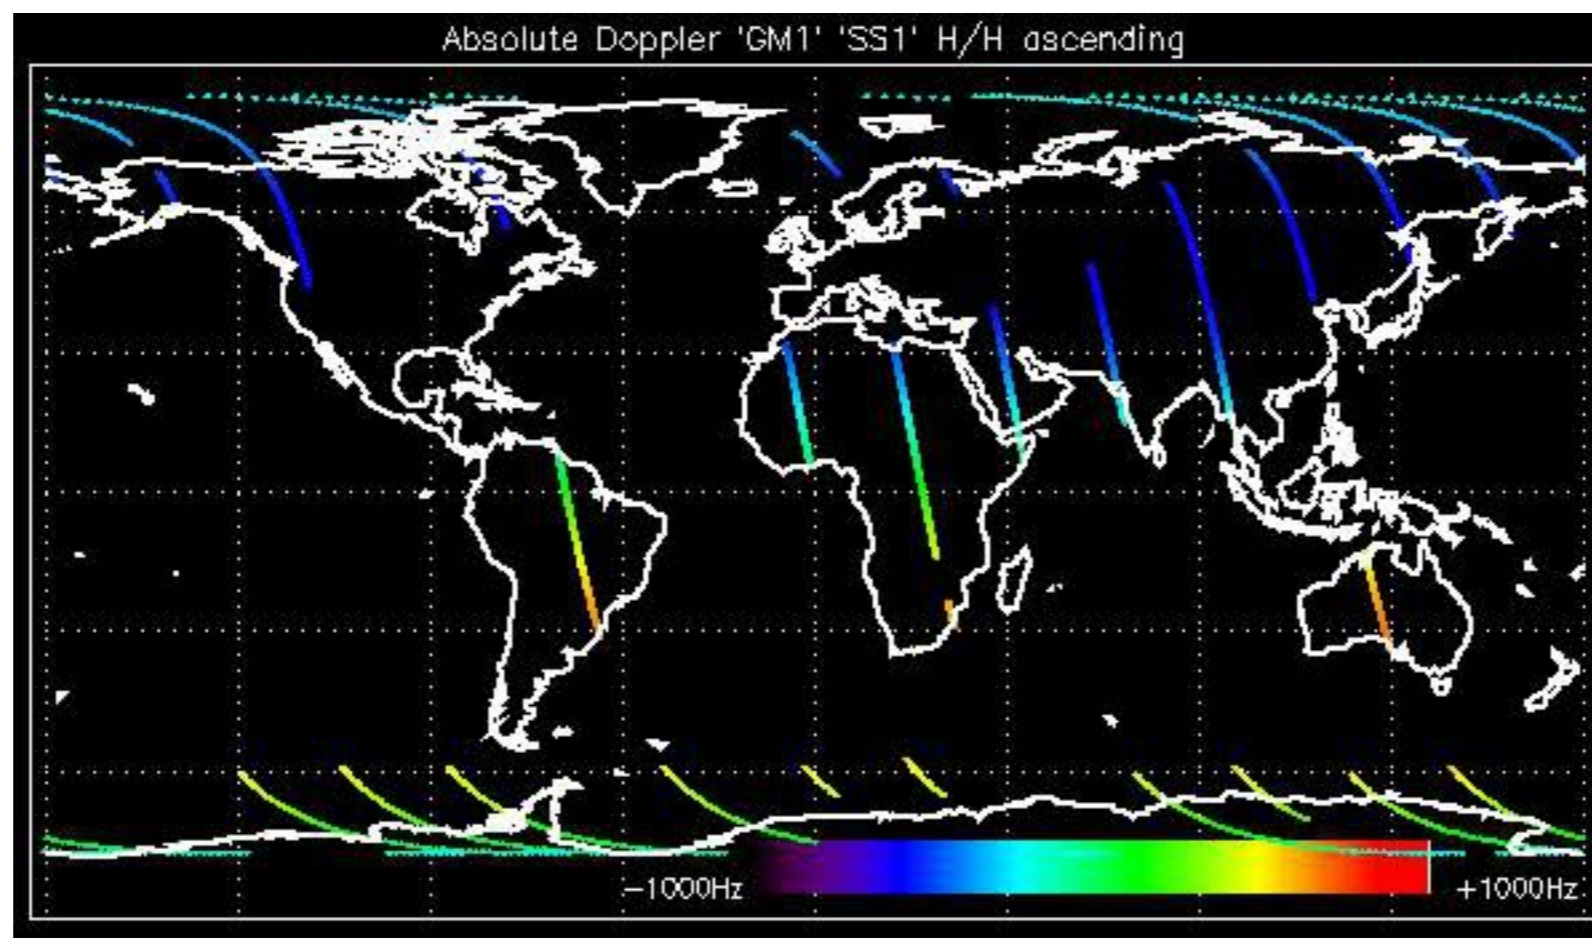 Absolute Doppler 'GM1' 'SS1' H/H ascending
−1000Hz
+1000Hz